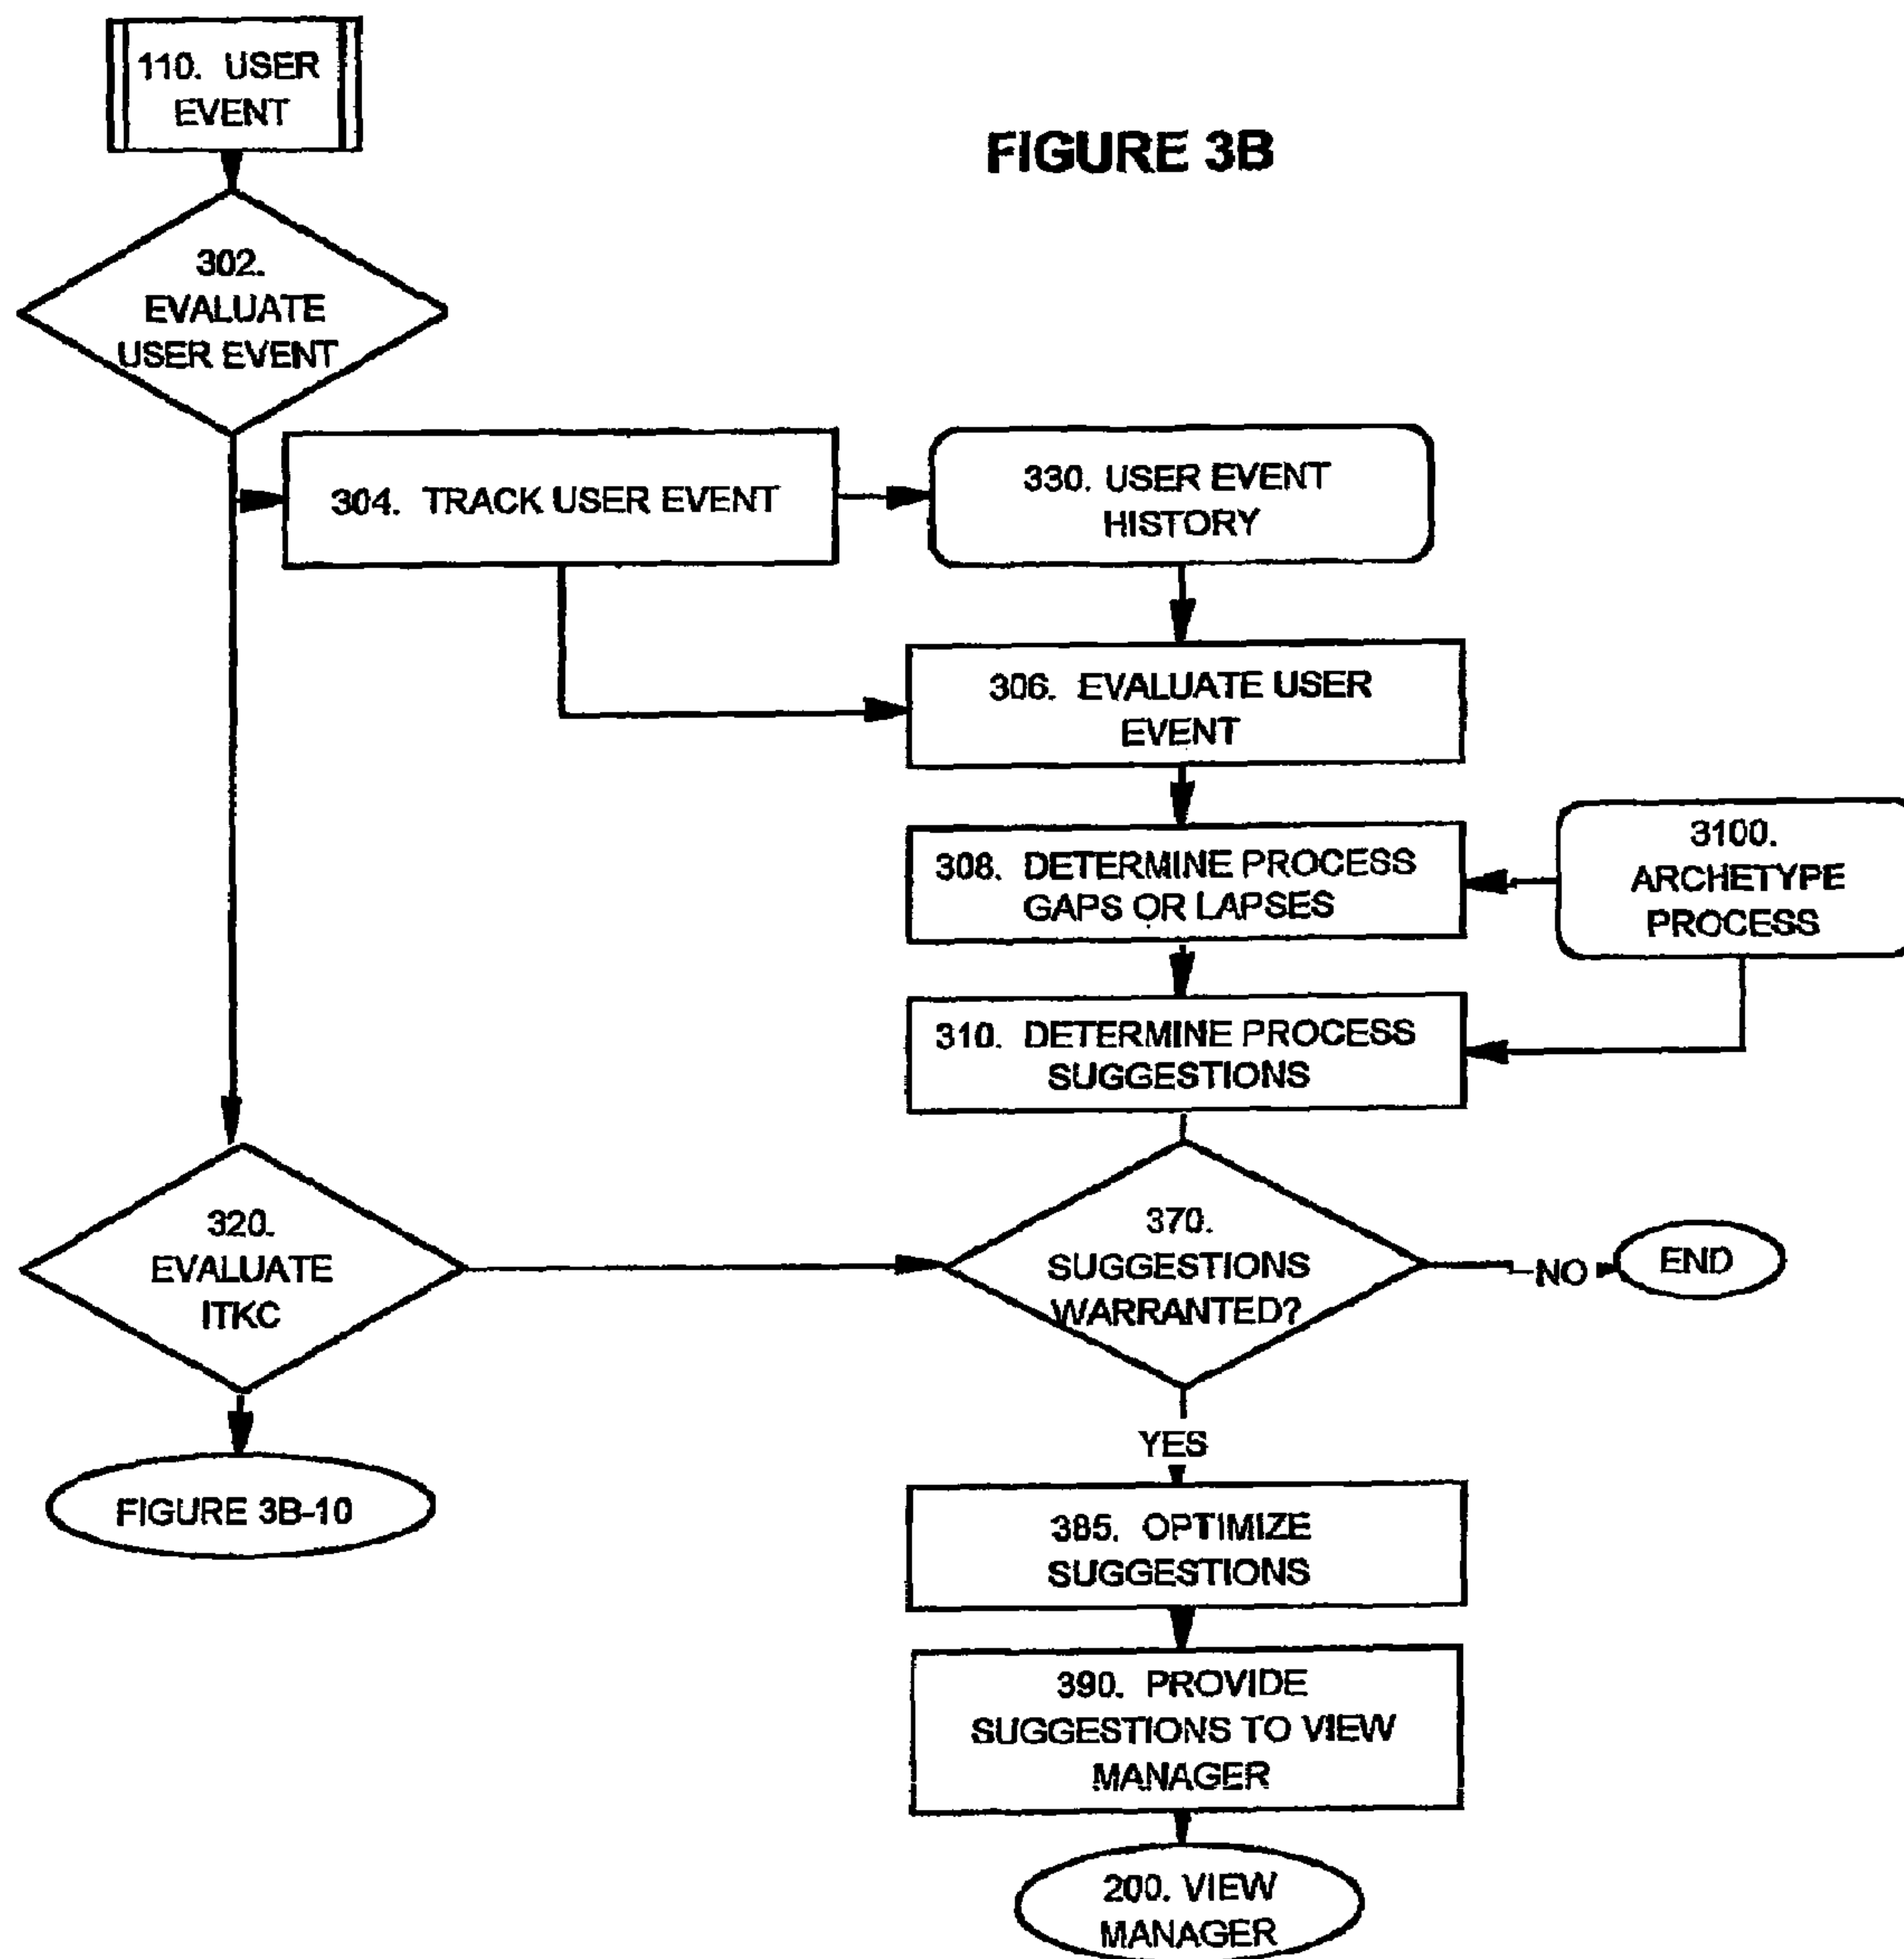 110. USER
EVENT
FIGURE 3B
302.
EVALUATE
USER EVENT
304. TRACK USER EVENT
330. USER EVENT
HISTORY
306. EVALUATE USER
EVENT
308. DETERMINE PROCESS
GAPS OR LAPSES
3100.
ARCHETYPE
PROCESS
310. DETERMINE PROCESS
SUGGESTIONS
320.
EVALUATE
ITKC
370.
SUGGESTIONS
WARRANTED?
NO
END
YES
FIGURE 3B-10
385. OPTIMIZE
SUGGESTIONS
390. PROVIDE
SUGGESTIONS TO VIEW
MANAGER
200. VIEW
MANAGER